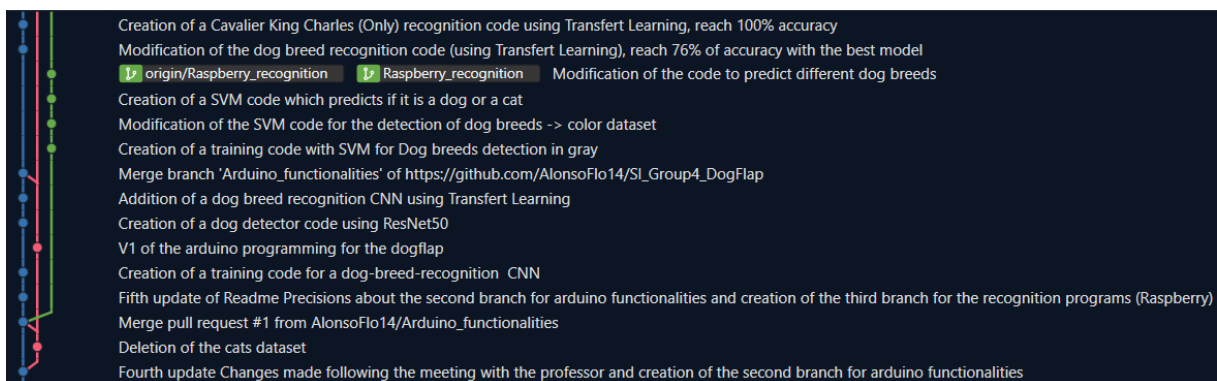 Creation of a Cavalier King Charles (Only) recognition code using Transfert Learning, reach 100% accuracy
Modification of the dog breed recognition code (using Transfert Learning), reach 76% of accuracy with the best model
origin/Raspberry_recognition Raspberry_recognition Modification of the code to predict different dog breeds
Creation of a SVM code which predicts if it is a dog or a cat
Modification of the SVM code for the detection of dog breeds -> color dataset
Creation of a training code with SVM for Dog breeds detection in gray
Merge branch 'Arduino_functionalities' of https://github.com/AlonsoFlo14/SI_Group4_DogFlap
Addition of a dog breed recognition CNN using Transfert Learning
Creation of a dog detector code using ResNet50
V1 of the arduino programming for the dogflap
Creation of a training code for a dog-breed-recognition  CNN
Fifth update of Readme Precisions about the second branch for arduino functionalities and creation of the third branch for the recognition programs (Raspberry)
Merge pull request #1 from AlonsoFlo14/Arduino_functionalities
Deletion of the cats dataset
Fourth update Changes made following the meeting with the professor and creation of the second branch for arduino functionalities